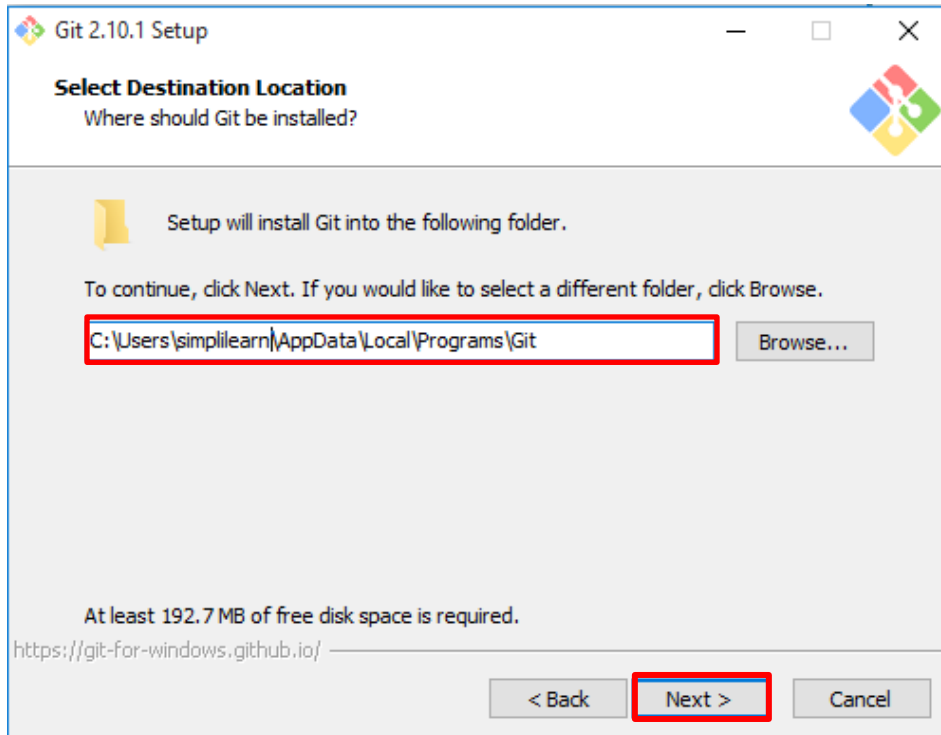 Git 2.10.1 Setup
Select Destination Location
Where should Git be installed?
Setup will install Git into the following folder.
To continue, click Next. If you would like to select a different folder, click Browse.
C:\Users\simplilearn\AppData\Local\Programs\Git
Browse...
At least 192.7 MB of free disk space is required.
https://git-for-windows.github.io/
< Back
Next >
Cancel